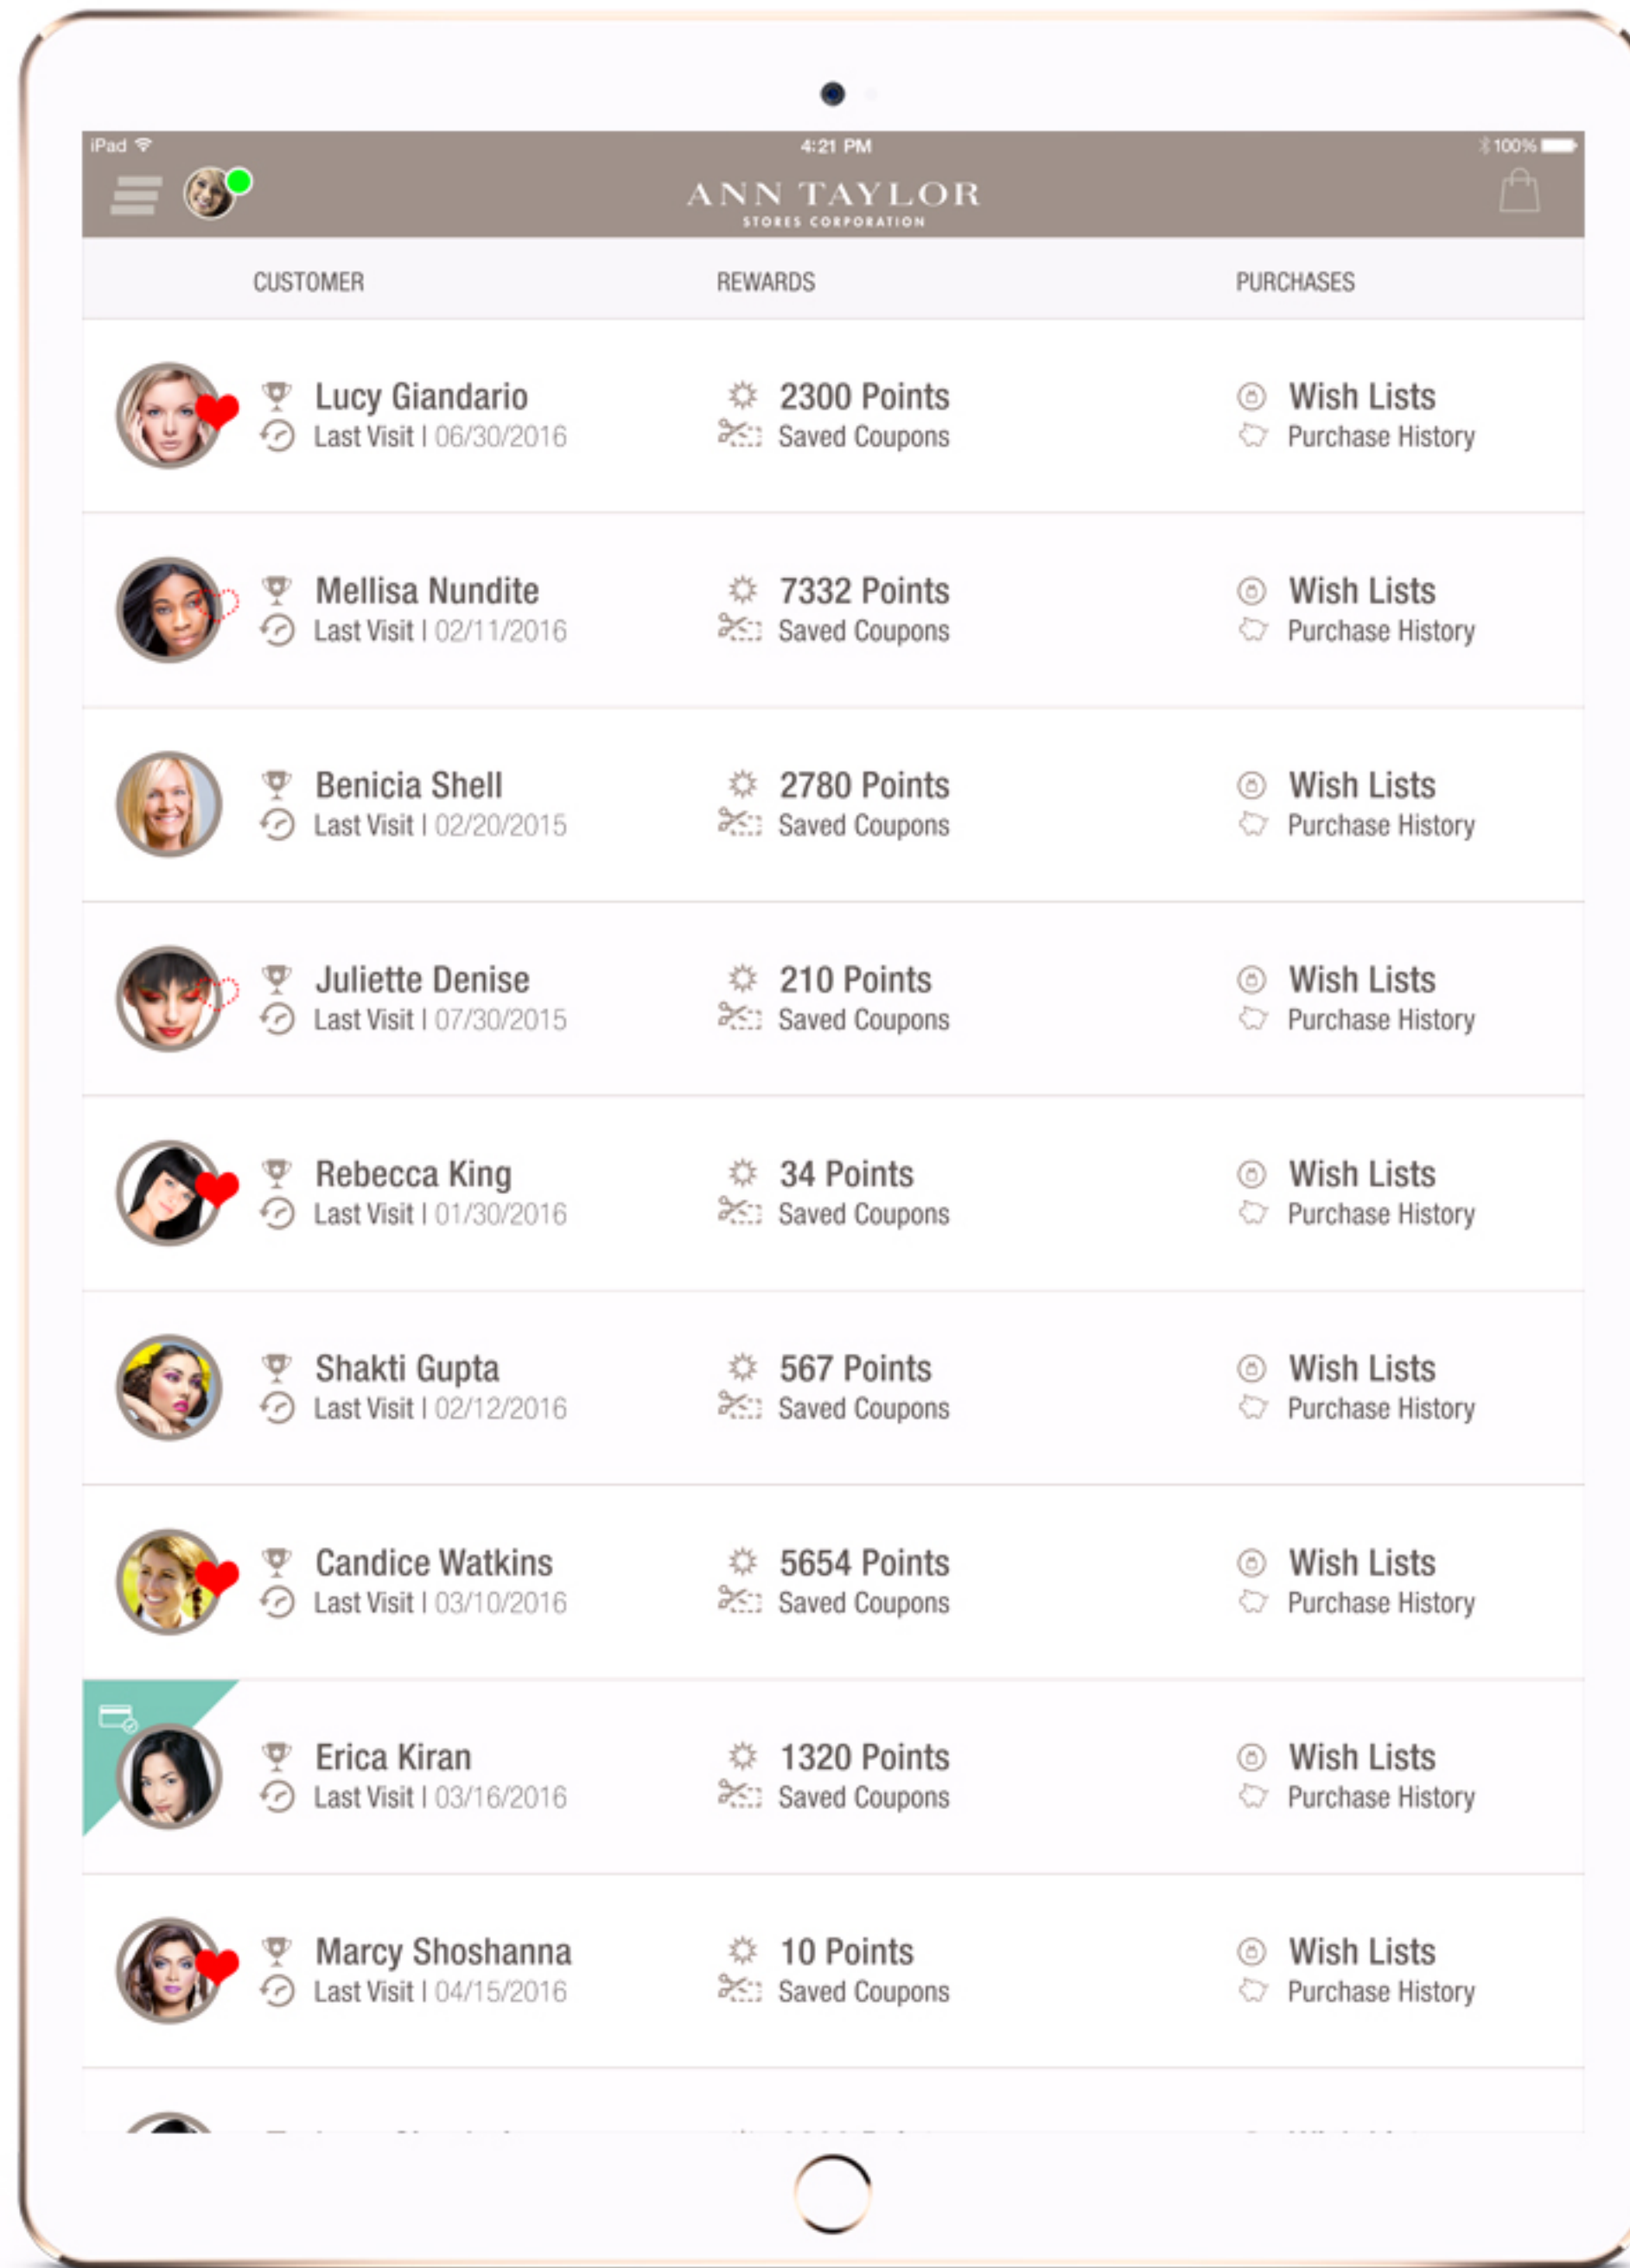 iPad 4:21 PM 100%
ANN TAYLOR
STORES CORPORATION
CUSTOMER REWARDS PURCHASES
Lucy Giandario 2300 Points Wish Lists
Last Visit | 06/30/2016 Saved Coupons Purchase History
Mellisa Nundite 7332 Points Wish Lists
Last Visit | 02/11/2016 Saved Coupons Purchase History
Benicia Shell 2780 Points Wish Lists
Last Visit | 02/20/2015 Saved Coupons Purchase History
Juliette Denise 210 Points Wish Lists
Last Visit | 07/30/2015 Saved Coupons Purchase History
Rebecca King 34 Points Wish Lists
Last Visit | 01/30/2016 Saved Coupons Purchase History
Shakti Gupta 567 Points Wish Lists
Last Visit | 02/12/2016 Saved Coupons Purchase History
Candice Watkins 5654 Points Wish Lists
Last Visit | 03/10/2016 Saved Coupons Purchase History
Erica Kiran 1320 Points Wish Lists
Last Visit | 03/16/2016 Saved Coupons Purchase History
Marcy Shoshanna 10 Points Wish Lists
Last Visit | 04/15/2016 Saved Coupons Purchase History